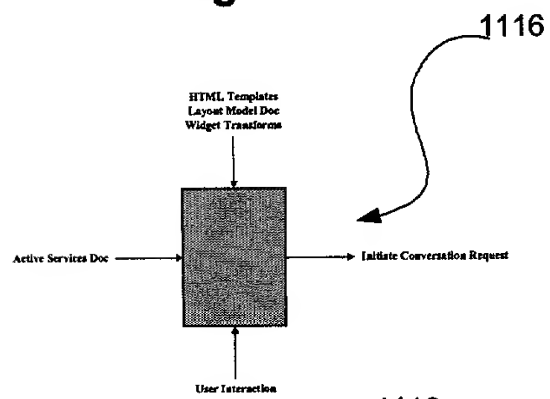 1116
HTML Templates
Layout Model Doc
Widget Transforms
Active Services Doc
Initiate Conversation Request
User Interaction